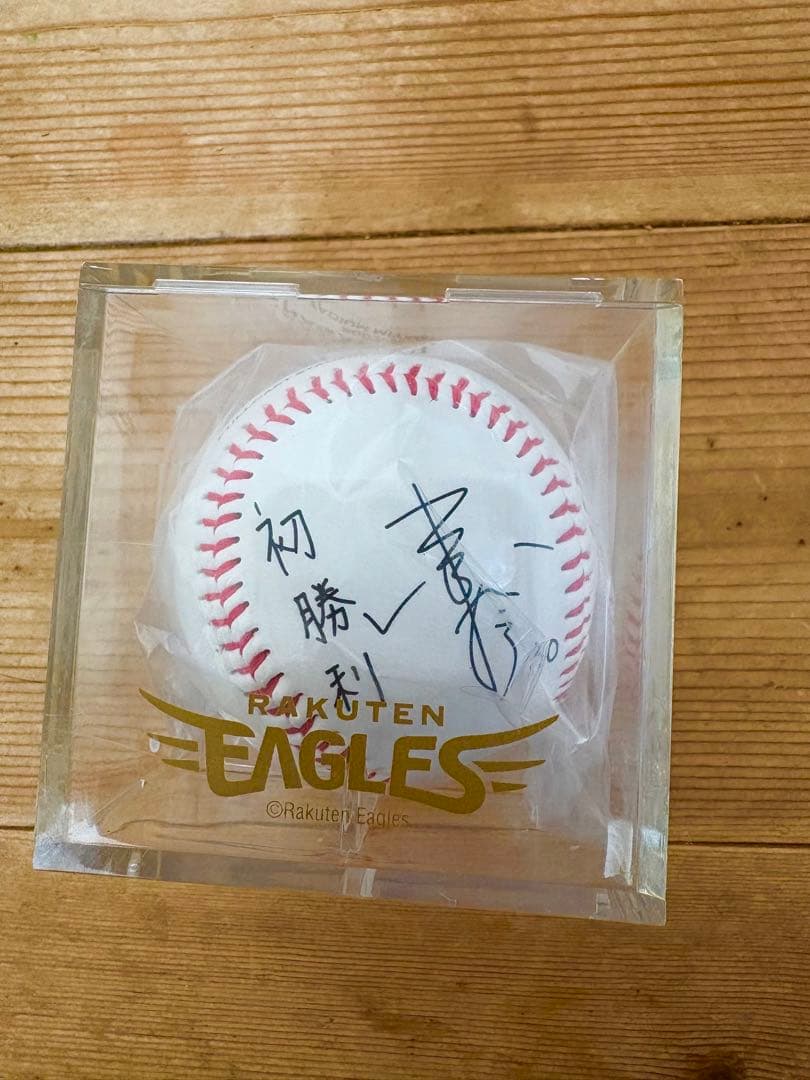 初
勝
利
RAKUTEN
EAGLES
©Rakuten Eagles